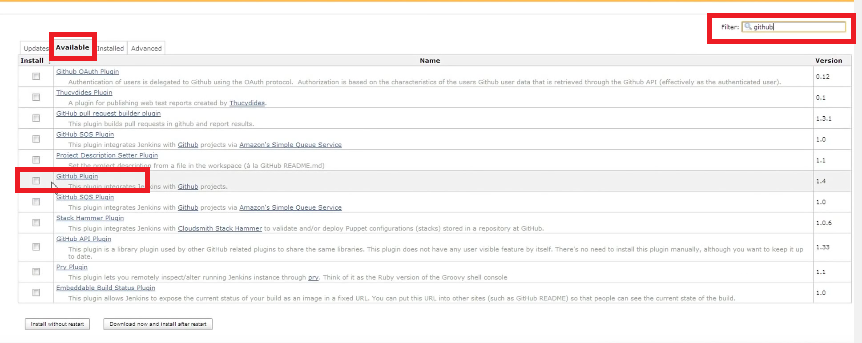 Filter: github
Updates Available Installed Advanced
Install Name Version
Github OAuth Plugin 0.12
Authentication of users is delegated to Github using the OAuth protocol. Authorization is based on the characteristics of the users Github user data that is retrieved through the Github API (effectively as the authenticated user).
Thucydides Plugin 0.1
A plugin for publishing web test reports created by Thucydides.
GitHub pull request builder plugin 1.3.1
This plugin builds pull requests in github and report results.
GitHub SQS Plugin 1.0
This plugin integrates Jenkins with Github projects via Amazon's Simple Queue Service
Project Description Setter Plugin 1.1
Set the project description from a file in the workspace (à la GitHub README.md)
GitHub Plugin 1.4
This plugin integrates Jenkins with Github projects.
GitHub SQS Plugin 1.0
This plugin integrates Jenkins with Github projects via Amazon's Simple Queue Service
Stack Hammer Plugin 1.0.6
This plugin integrates Jenkins with Cloudsmith Stack Hammer to validate and/or deploy Puppet configurations (stacks) stored in a repository at GitHub.
GitHub API Plugin 1.33
This plugin is a library plugin used by other GitHub related plugins to share the same libraries. This plugin does not have any user visible feature by itself. There's no need to install this plugin manually, although you want to keep it up
to date.
Pry Plugin 1.1
This plugin lets you remotely inspect/alter running Jenkins instance through pry. Think of it as the Ruby version of the Groovy shell console
Embeddable Build Status Plugin 1.0
This plugin allows Jenkins to expose the current status of your build as an image in a fixed URL. You can put this URL into other sites (such as GitHub README) so that people can see the current state of the build.
Install without restart Download now and install after restart